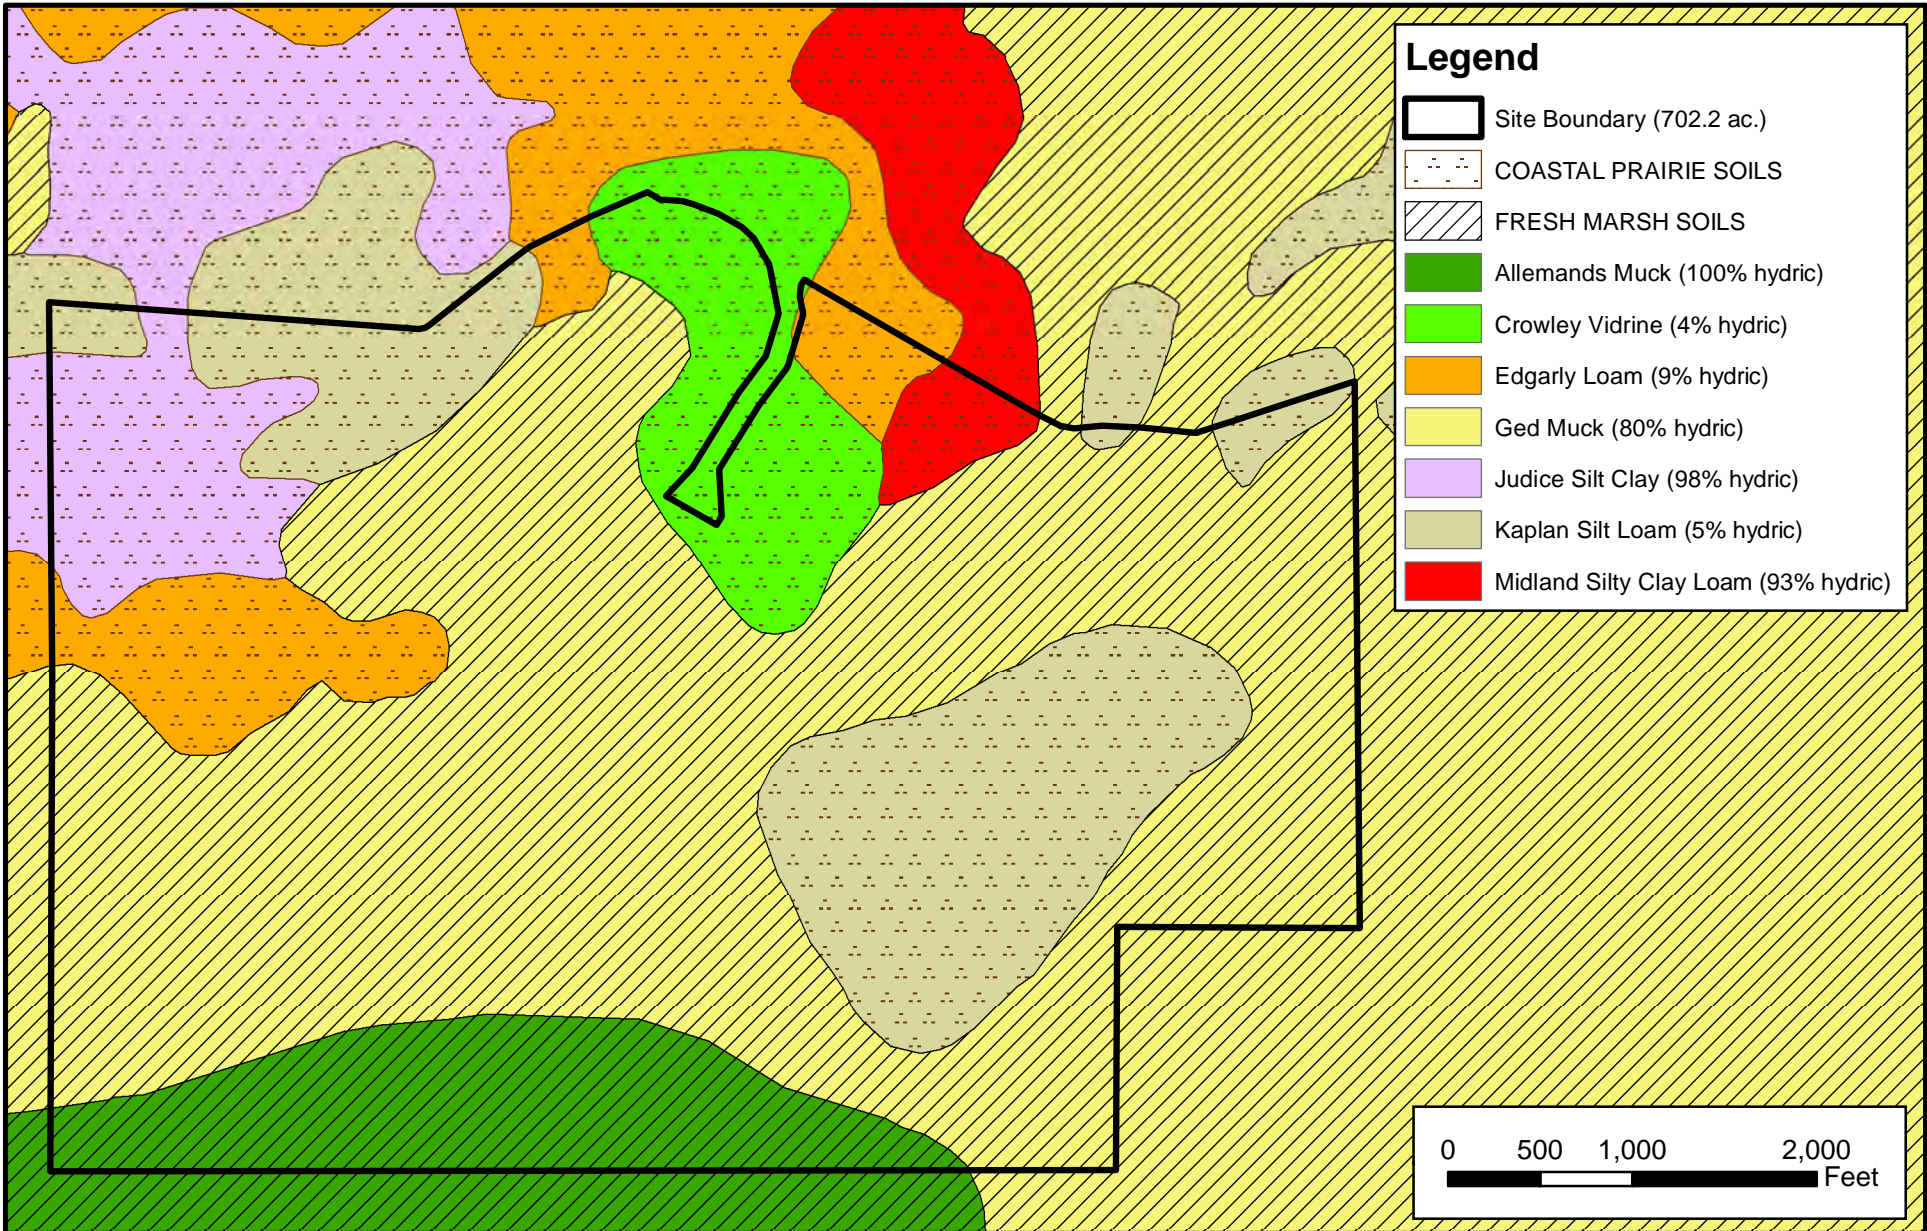 Legend
Site Boundary (702.2 ac.)
COASTAL PRAIRIE SOILS
FRESH MARSH SOILS
Allemands Muck (100% hydric)
Crowley Vidrine (4% hydric)
Edgarly Loam (9% hydric)
Ged Muck (80% hydric)
Judice Silt Clay (98% hydric)
Kaplan Silt Loam (5% hydric)
Midland Silty Clay Loam (93% hydric)
0 500 1,000 2,000
Feet